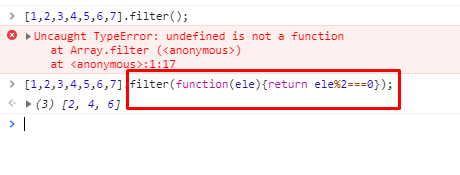 > [1,2,3,4,5,6,7].filter();
▶Uncaught TypeError: undefined is not a function
at Array.filter (<anonymous>)
at <anonymous>:1:17
> [1,2,3,4,5,6,7].filter(function(ele){return ele%2===0});
▶(3) [2, 4, 6]
>